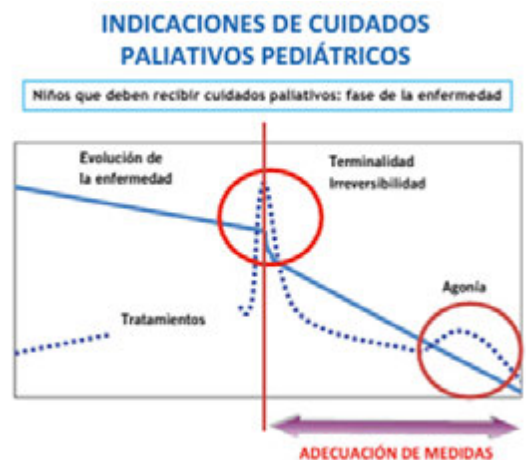 INDICACIONES DE CUIDADOS
PALIATIVOS PEDIÁTRICOS
Niños que deben recibir cuidados paliativos: fase de la enfermedad
Evolución de
la enfermedad
Terminalidad
Irreversibilidad
Agonía
Tratamientos
ADECUACIÓN DE MEDIDAS